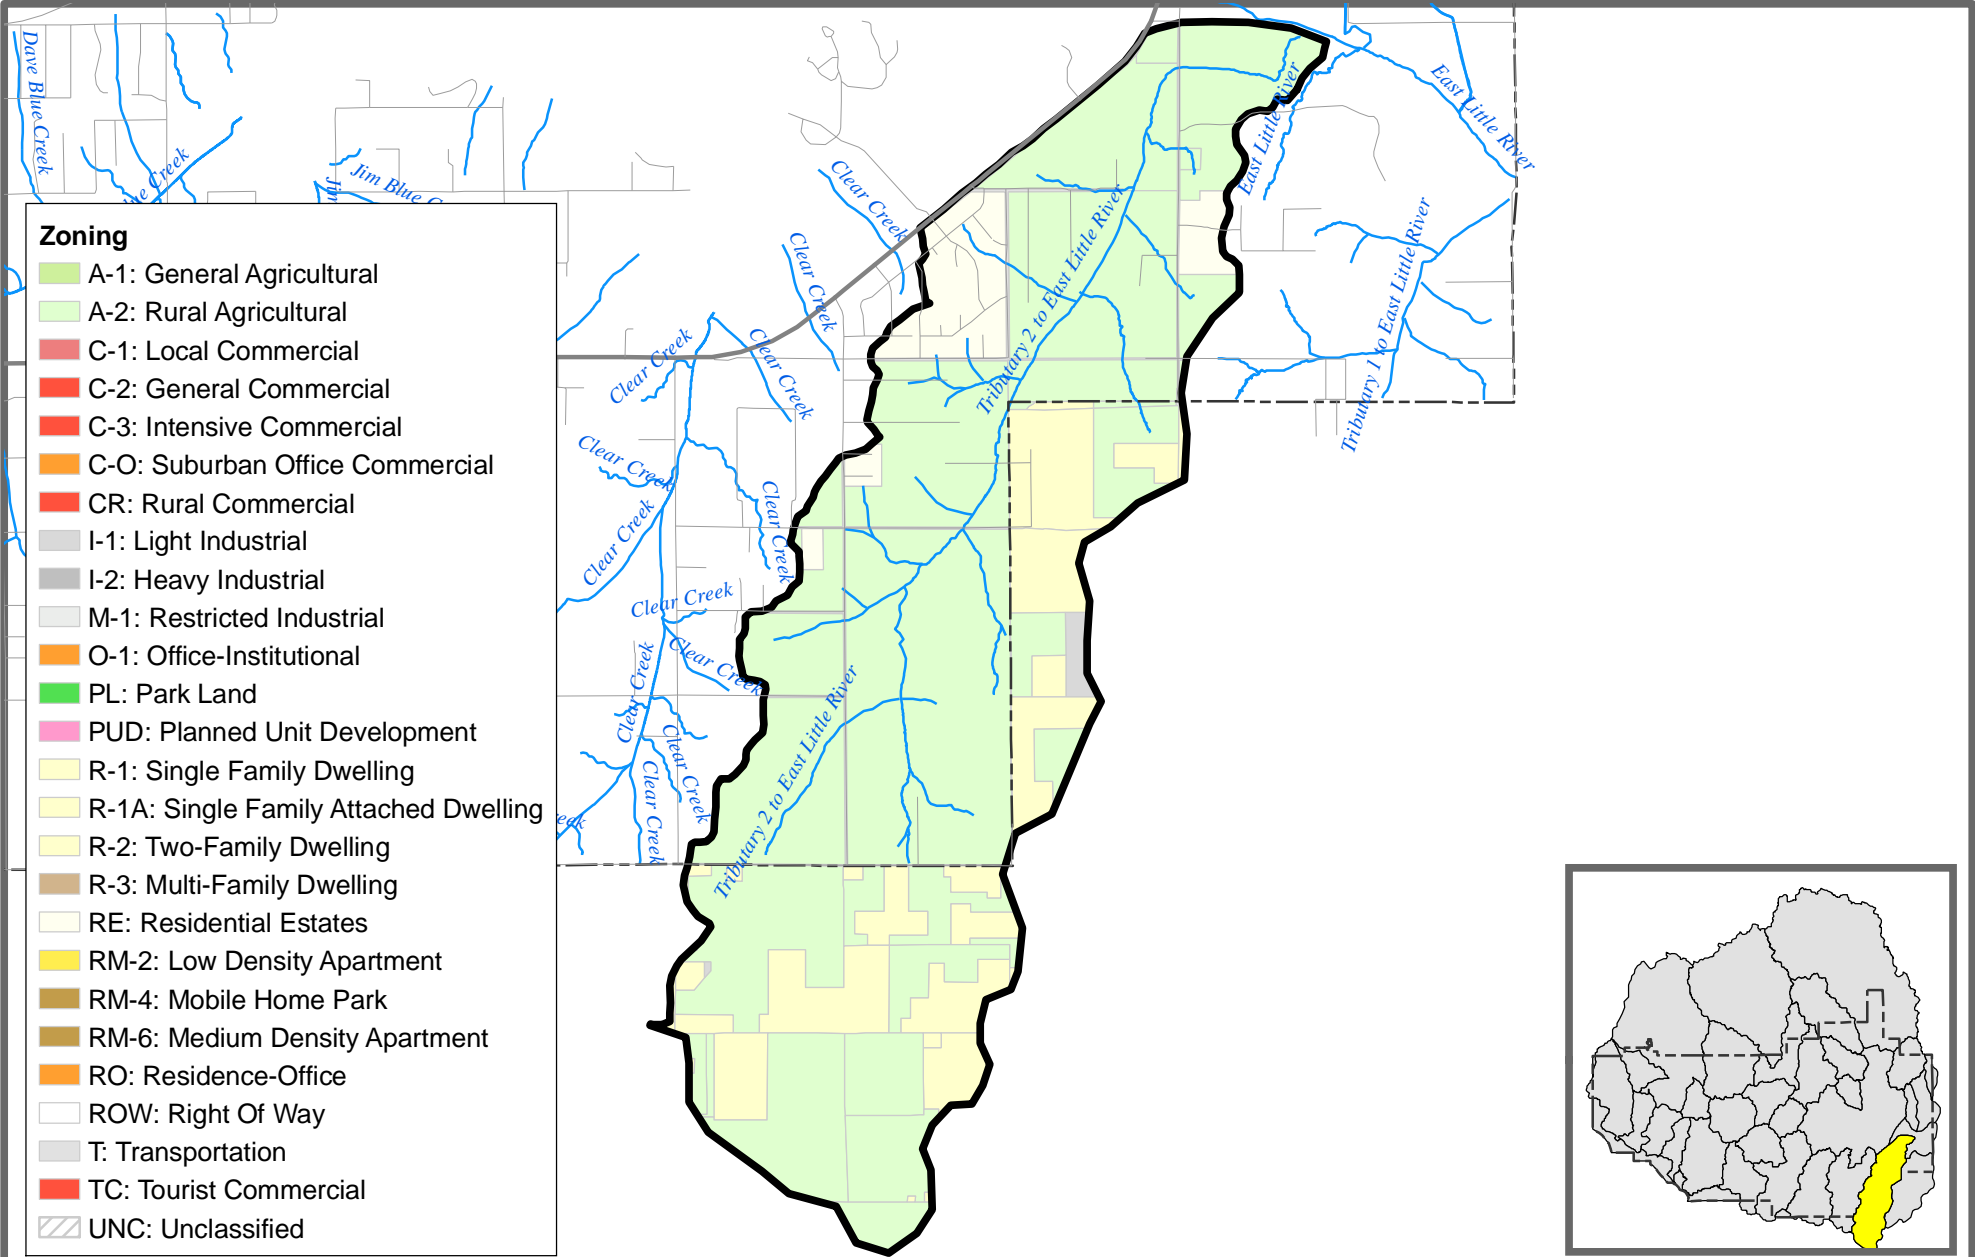 Dave Blue Creek
Creek
Jim Blue
Clear Creek
Clear Creek
Clear Creek
Clear Creek
Clear Creek
Clear Creek
Clear Creek
Clear Creek
Clear Creek
Clear Creek
Clear Creek
Clear Creek
Tributary 2 to East Little River
Tributary 2 to East Little River
East Little River
East Little River
Tributary 1 to East Little River
Zoning
A-1: General Agricultural
A-2: Rural Agricultural
C-1: Local Commercial
C-2: General Commercial
C-3: Intensive Commercial
C-O: Suburban Office Commercial
CR: Rural Commercial
I-1: Light Industrial
I-2: Heavy Industrial
M-1: Restricted Industrial
O-1: Office-Institutional
PL: Park Land
PUD: Planned Unit Development
R-1: Single Family Dwelling
R-1A: Single Family Attached Dwelling
R-2: Two-Family Dwelling
R-3: Multi-Family Dwelling
RE: Residential Estates
RM-2: Low Density Apartment
RM-4: Mobile Home Park
RM-6: Medium Density Apartment
RO: Residence-Office
ROW: Right Of Way
T: Transportation
TC: Tourist Commercial
UNC: Unclassified